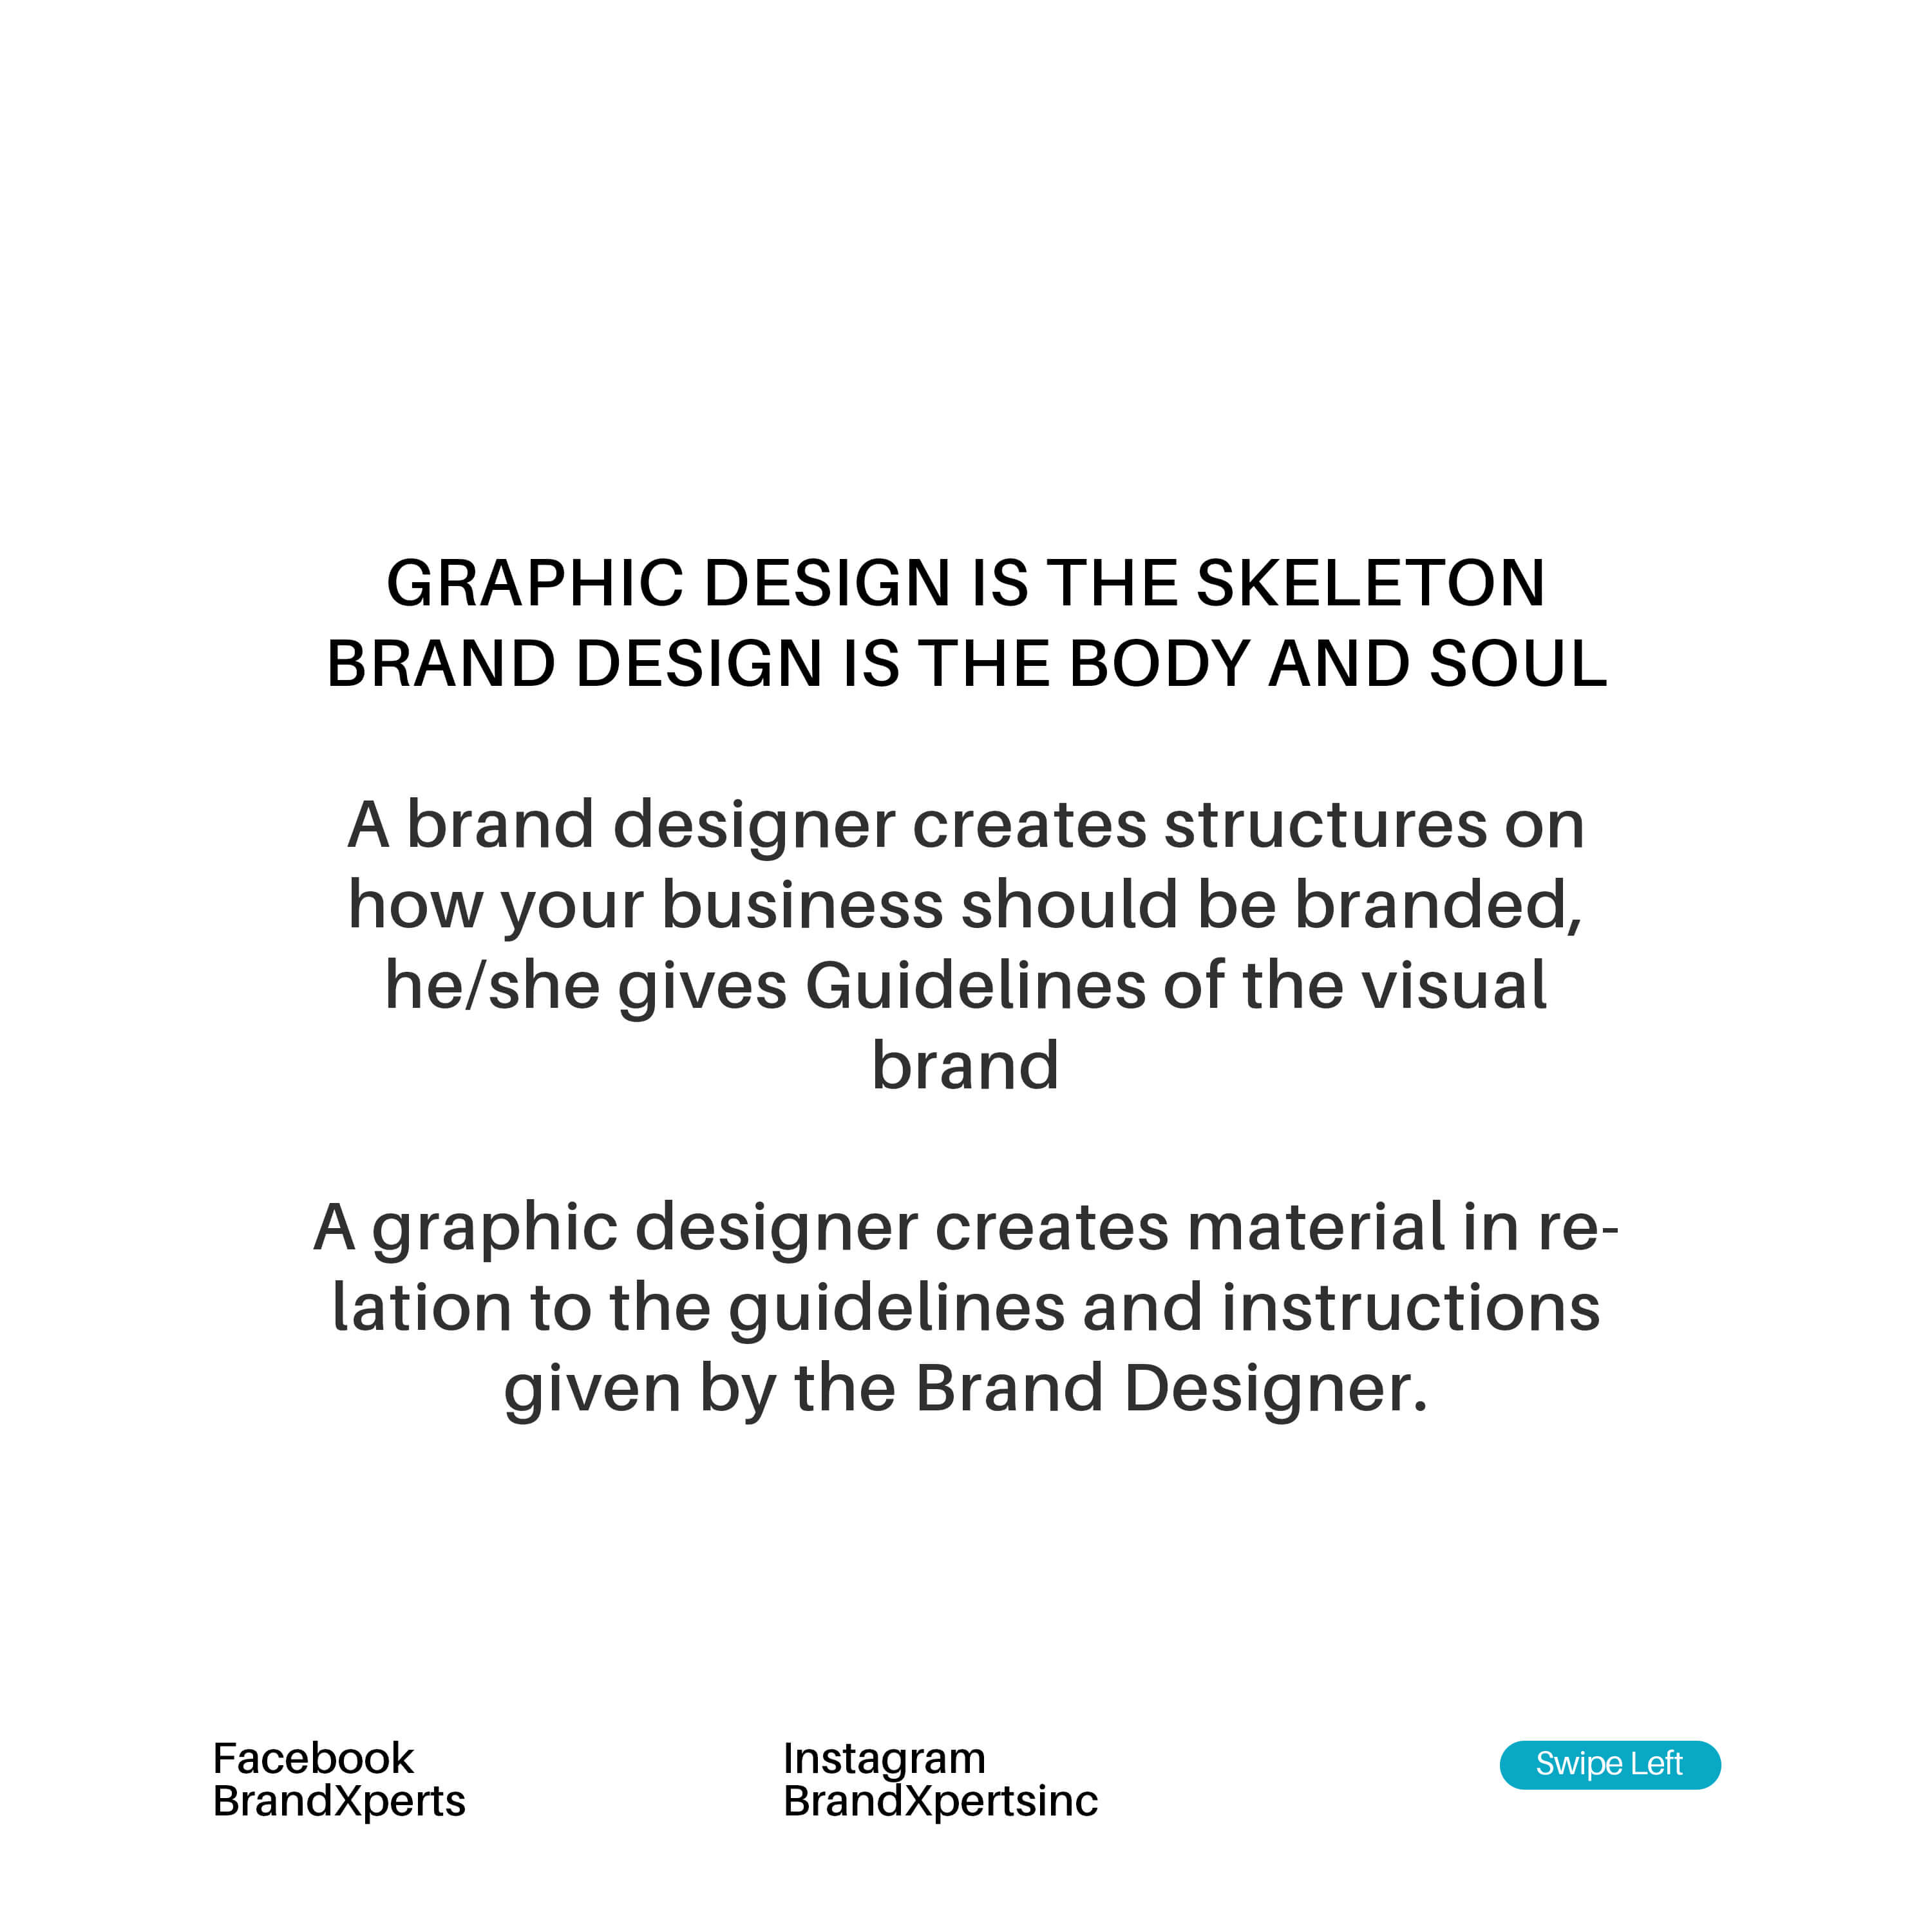 GRAPHIC DESIGN IS THE SKELETON
BRAND DESIGN IS THE BODY AND SOUL
A brand designer creates structures on
how your business should be branded,
he/she gives Guidelines of the visual
brand
A graphic designer creates material in re-
lation to the guidelines and instructions
given by the Brand Designer.
Facebook
BrandXperts
Instagram
BrandXpertsinc
Swipe Left